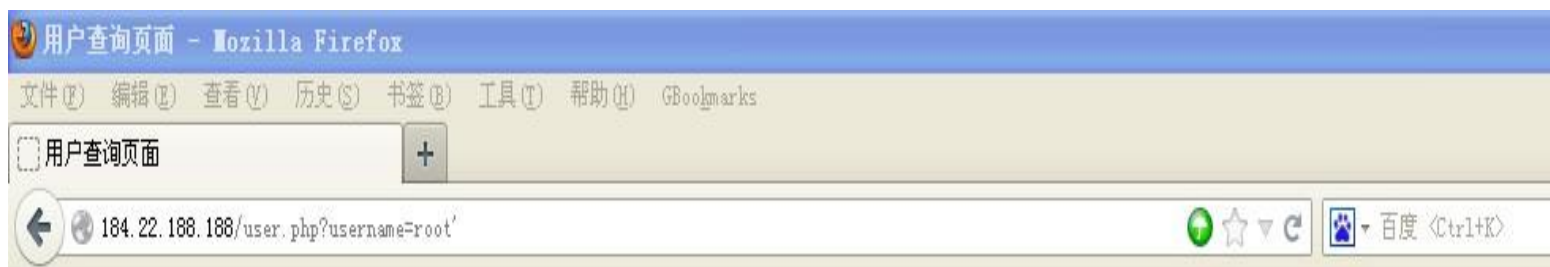 用户查询页面 - Mozilla Firefox
文件(F) 编辑(E) 查看(V) 历史(S) 书签(B) 工具(T) 帮助(H) GBookmarks
用户查询页面 +
184.22.188.188/user.php?username=root' 百度 <Ctrl+K>